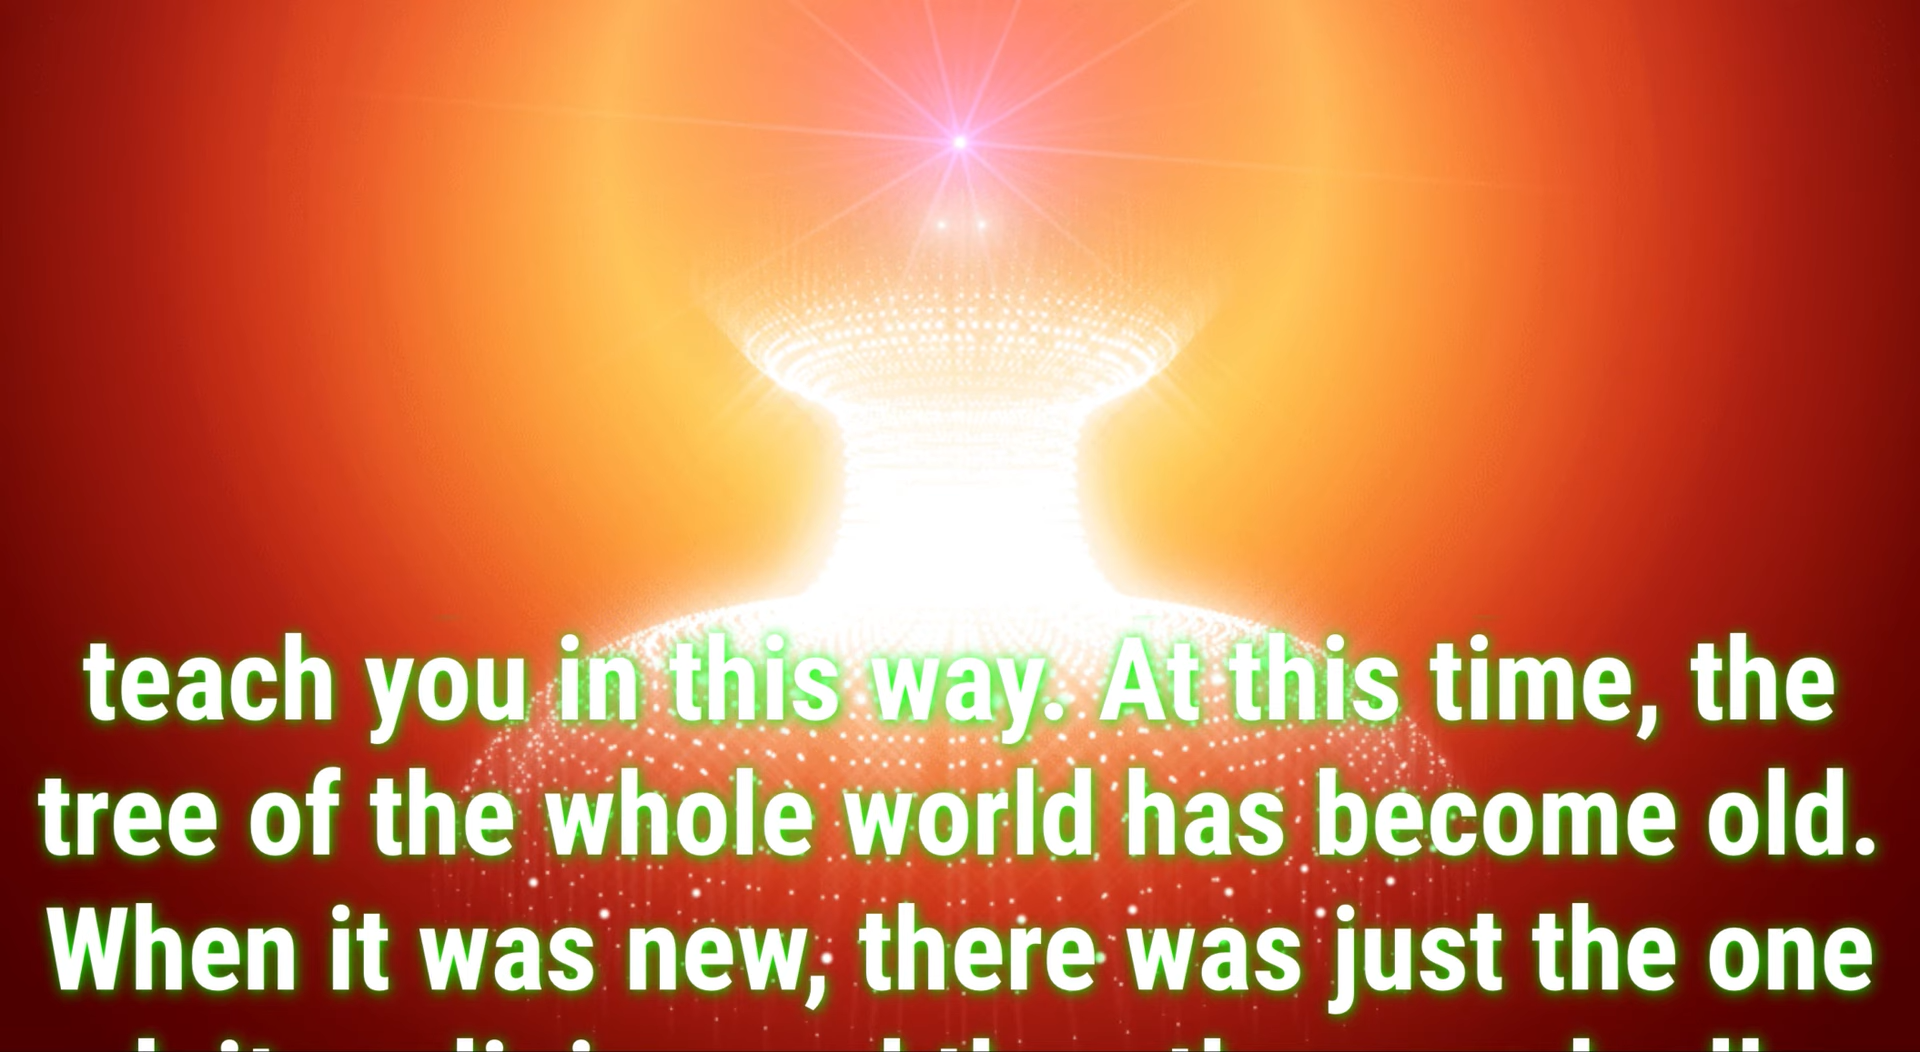 teach you in this way. At this time, the
tree of the whole world has become old.
When it was new, there was just the one